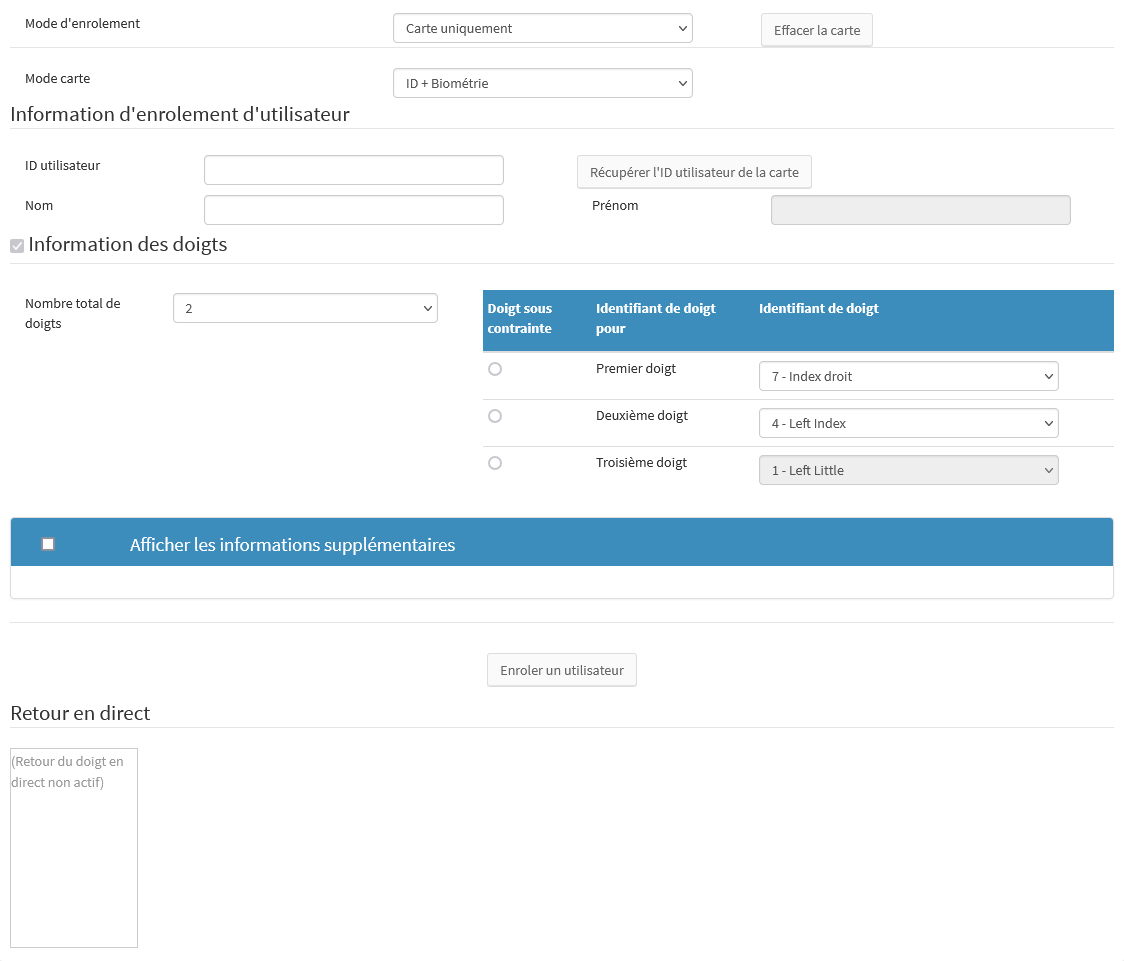 Mode d'enrolement
Carte uniquement
Effacer la carte
Mode carte
ID + Biométrie
Information d'enrolement d'utilisateur
ID utilisateur
Récupérer l'ID utilisateur de la carte
Nom
Prénom
Information des doigts
Nombre total de
doigts
2
Doigt sous
contrainte
Identifiant de doigt
pour
Identifiant de doigt
Premier doigt
7 - Index droit
Deuxième doigt
4 - Left Index
Troisième doigt
1 - Left Little
Afficher les informations supplémentaires
Enroler un utilisateur
Retour en direct
(Retour du doigt en
direct non actif)